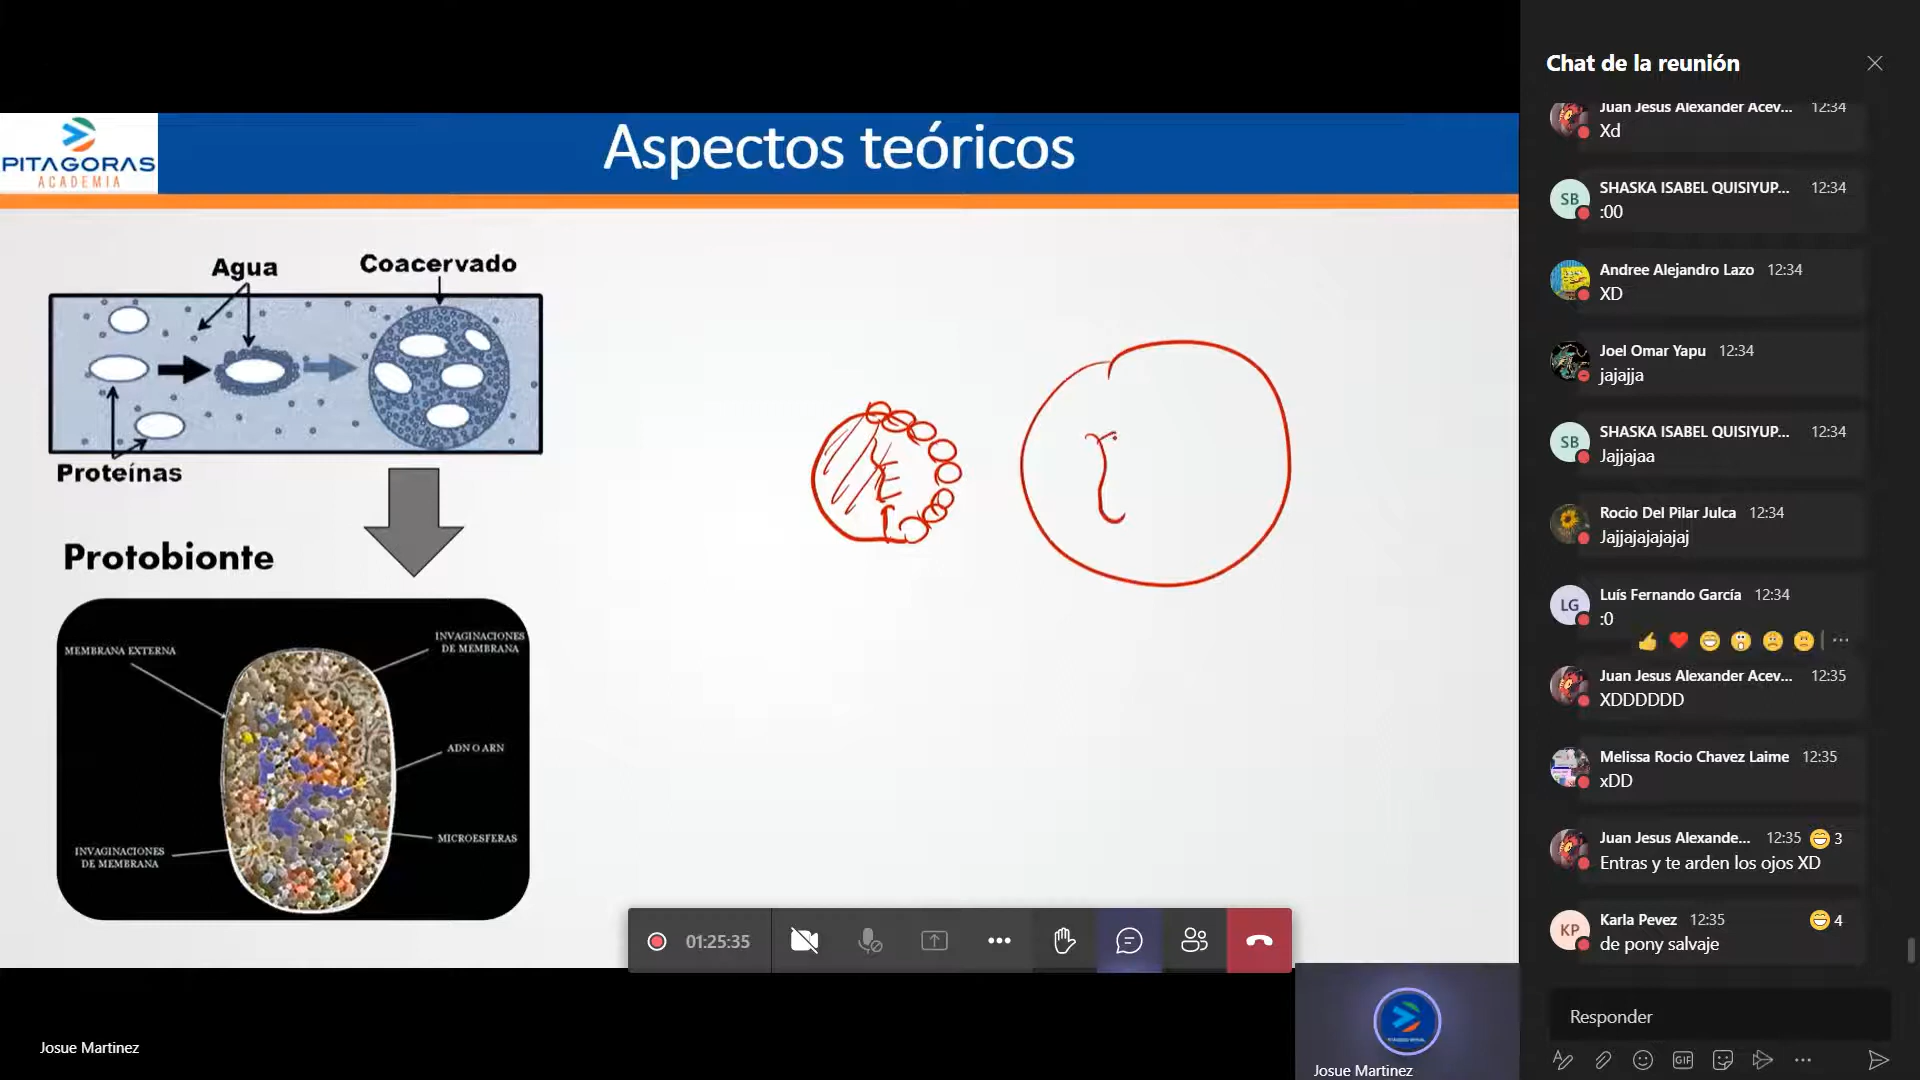 PITAGORAS
ACADEMIA
Aspectos teóricos
Agua
Coacervado
Proteínas
Protobionte
MEMBRANA EXTERNA
INVAGINACIONES
DE MEMBRANA
ADN O ARN
MICROESFERAS
INVAGINACIONES
DE MEMBRANA
01:25:35
Josue Martinez
Josue Martinez
Chat de la reunión
Juan Jesus Alexander Acev... 12:34
Xd
SB
SHASKA ISABEL QUISIYUP... 12:34
:00
Andree Alejandro Lazo 12:34
XD
Joel Omar Yapu 12:34
jajajja
SB
SHASKA ISABEL QUISIYUP... 12:34
Jajjajaa
Rocio Del Pilar Julca 12:34
Jajjajajajajaj
LG
Luís Fernando García 12:34
:0
Juan Jesus Alexander Acev... 12:35
XDDDDDD
Melissa Rocio Chavez Laime 12:35
xDD
Juan Jesus Alexande... 12:35 😁 3
Entras y te arden los ojos XD
KP
Karla Pevez 12:35 😁 4
de pony salvaje
Responder
GIF